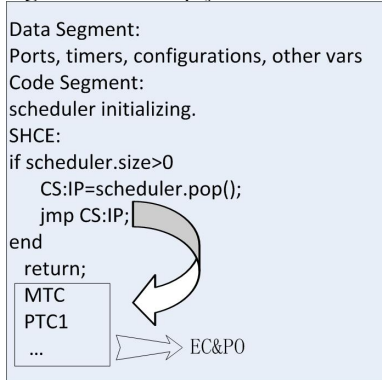 Data Segment:
Ports, timers, configurations, other vars
Code Segment:
scheduler initializing.
SHCE:
if scheduler.size>0
CS:IP=scheduler.pop();
jmp CS:IP;
end
return;
MTC
PTC1
...
EC&PO